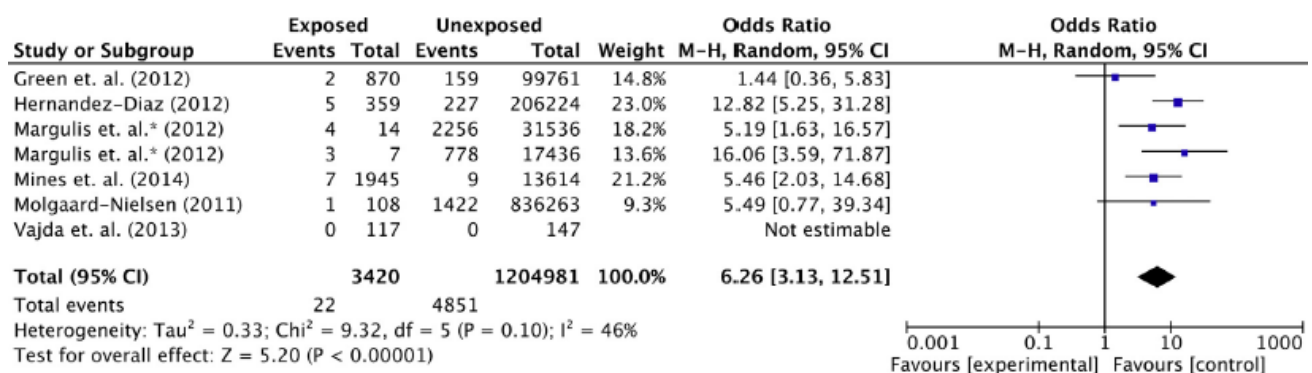 Exposed Unexposed Odds Ratio Odds Ratio
Study or Subgroup Events Total Events Total Weight M-H, Random, 95% CI M-H, Random, 95% CI
Green et. al. (2012) 2 870 159 99761 14.8% 1.44 [0.36, 5.83]
Hernandez-Diaz (2012) 5 359 227 206224 23.0% 12.82 [5.25, 31.28]
Margulis et. al.* (2012) 4 14 2256 31536 18.2% 5.19 [1.63, 16.57]
Margulis et. al.* (2012) 3 7 778 17436 13.6% 16.06 [3.59, 71.87]
Mines et. al. (2014) 7 1945 9 13614 21.2% 5.46 [2.03, 14.68]
Molgaard-Nielsen (2011) 1 108 1422 836263 9.3% 5.49 [0.77, 39.34]
Vajda et. al. (2013) 0 117 0 147 Not estimable
Total (95% CI) 3420 1204981 100.0% 6.26 [3.13, 12.51]
Total events 22 4851
Heterogeneity: Tau² = 0.33; Chi² = 9.32, df = 5 (P = 0.10); I² = 46%
Test for overall effect: Z = 5.20 (P < 0.00001)
0.001 0.1 1 10 1000
Favours [experimental] Favours [control]